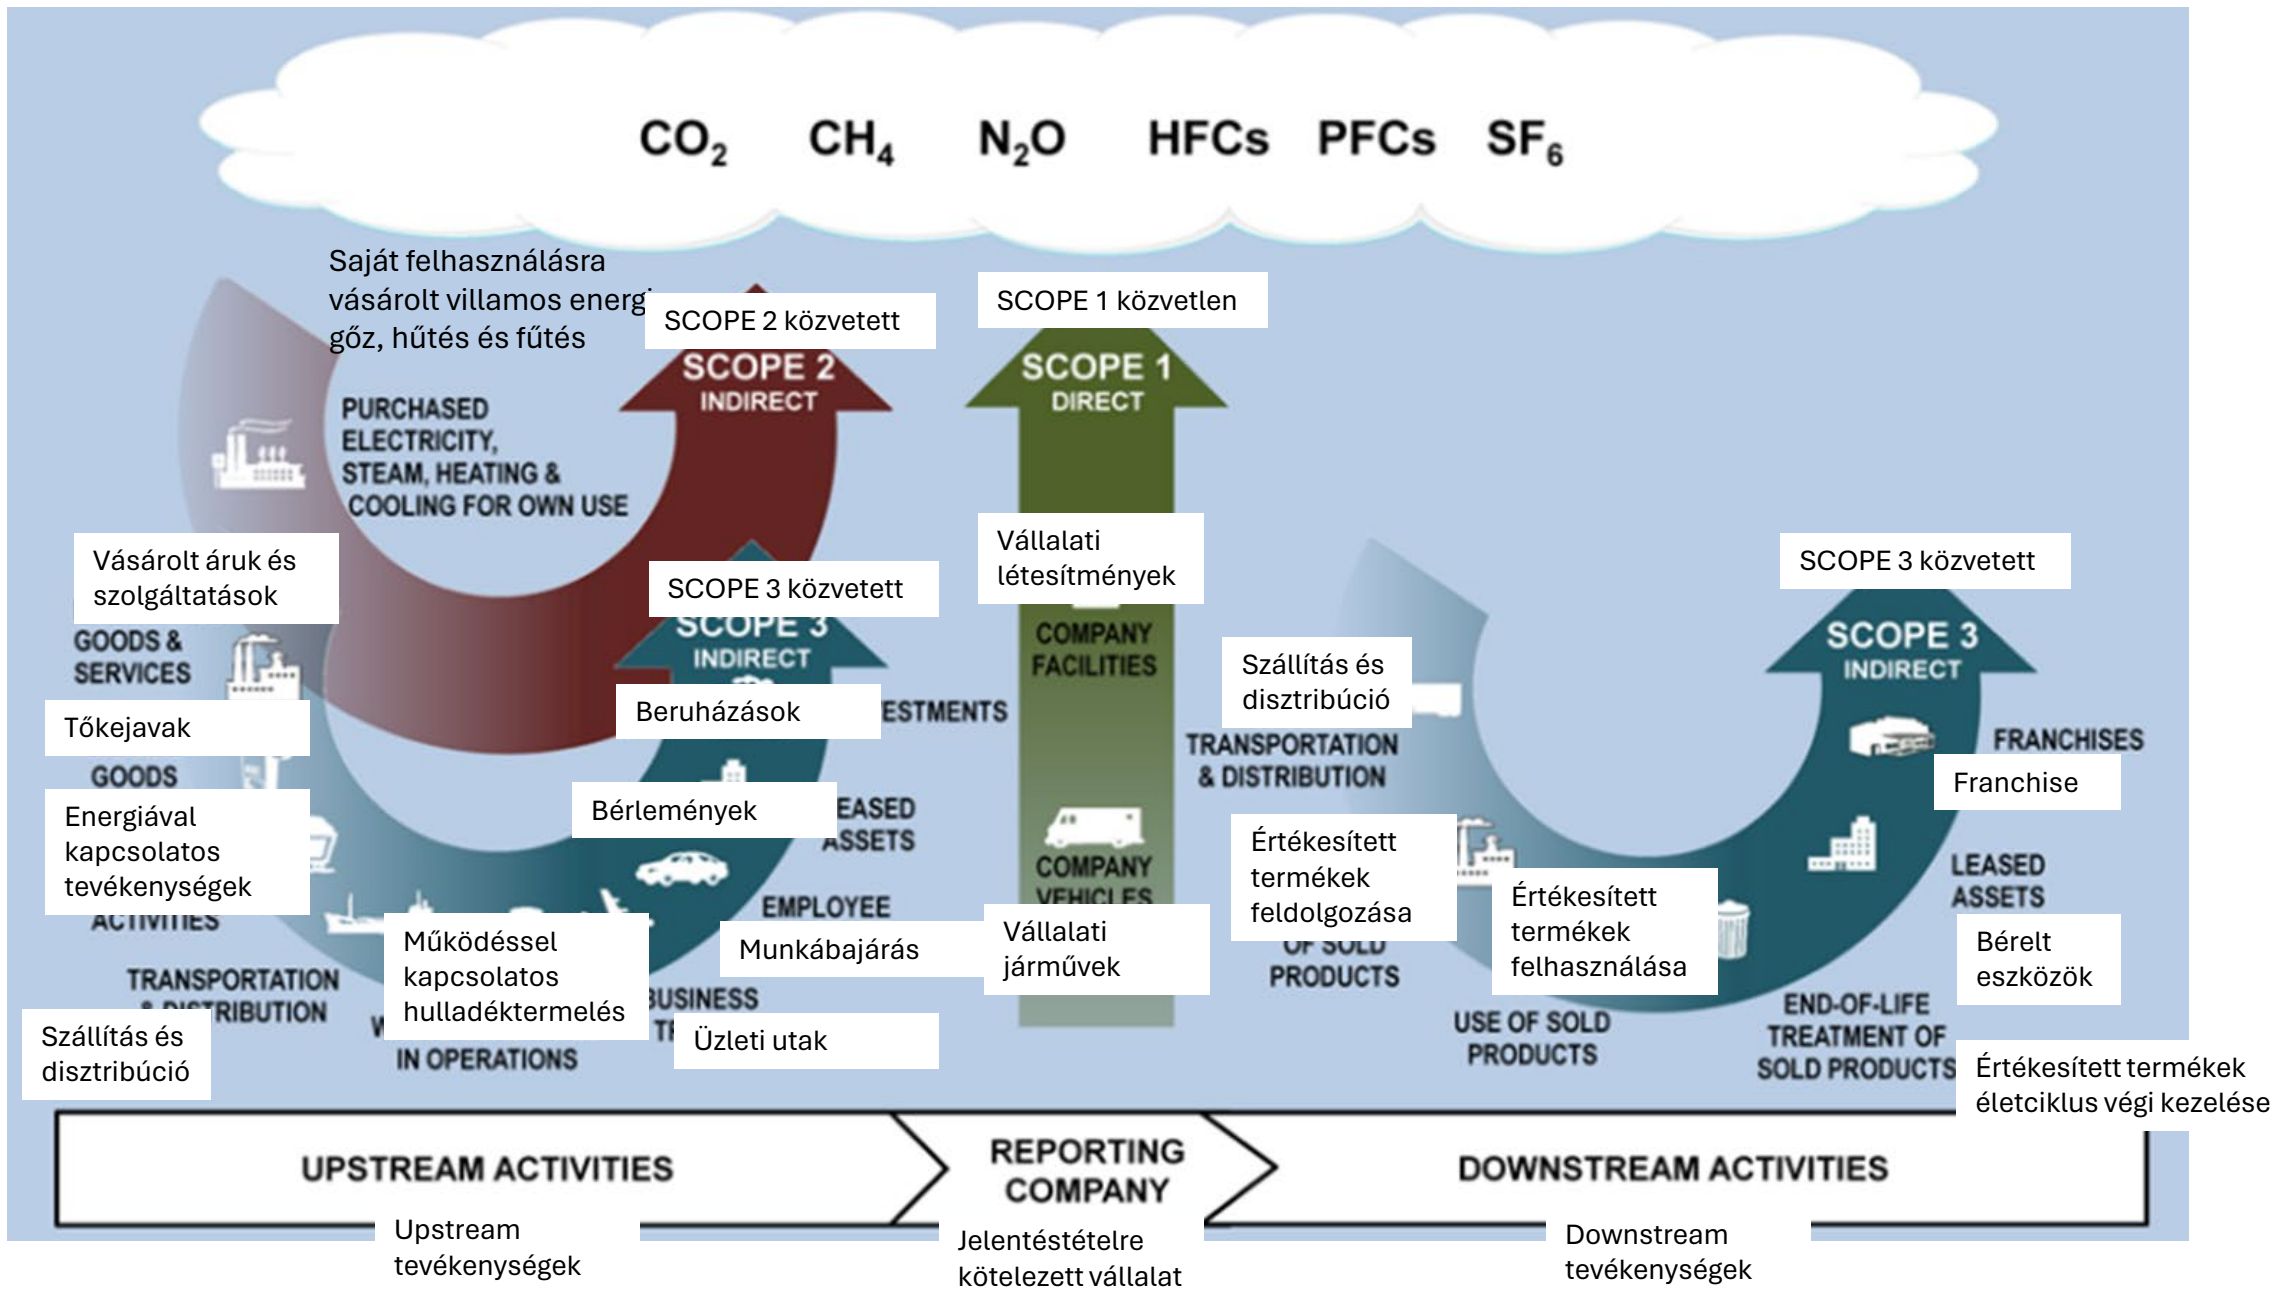 CO₂ CH₄ N₂O HFCs PFCs SF₆
Saját felhasználásra
vásárolt villamos energi
gőz, hűtés és fűtés
SCOPE 2 közvetett
SCOPE 2
INDIRECT
PURCHASED
ELECTRICITY,
STEAM, HEATING &
COOLING FOR OWN USE
SCOPE 1 közvetlen
SCOPE 1
DIRECT
Vásárolt áruk és
szolgáltatások
GOODS &
SERVICES
Tőkejavak
GOODS
Energiával
kapcsolatos
tevékenységek
ACTIVITIES
TRANSPORTATION
& DISTRIBUTION
Szállítás és
disztribúció
Működéssel
kapcsolatos
hulladéktermelés
IN OPERATIONS
BUSINESS
Üzleti utak
EMPLOYEE
Munkábajárás
Bérlemények
EASED
ASSETS
Beruházások
ESTMENTS
SCOPE 3 közvetett
SCOPE 3
INDIRECT
Vállalati
létesítmények
COMPANY
FACILITIES
COMPANY
VEHICLES
Vállalati
járművek
Szállítás és
disztribúció
TRANSPORTATION
& DISTRIBUTION
Értékesített
termékek
feldolgozása
OF SOLD
PRODUCTS
Értékesített
termékek
felhasználása
USE OF SOLD
PRODUCTS
END-OF-LIFE
TREATMENT OF
SOLD PRODUCTS
Értékesített termékek
életciklus végi kezelése
LEASED
ASSETS
Bérelt
eszközök
FRANCHISES
Franchise
SCOPE 3 közvetett
SCOPE 3
INDIRECT
UPSTREAM ACTIVITIES
Upstream
tevékenységek
REPORTING
COMPANY
Jelentéstételre
kötelezett vállalat
DOWNSTREAM ACTIVITIES
Downstream
tevékenységek